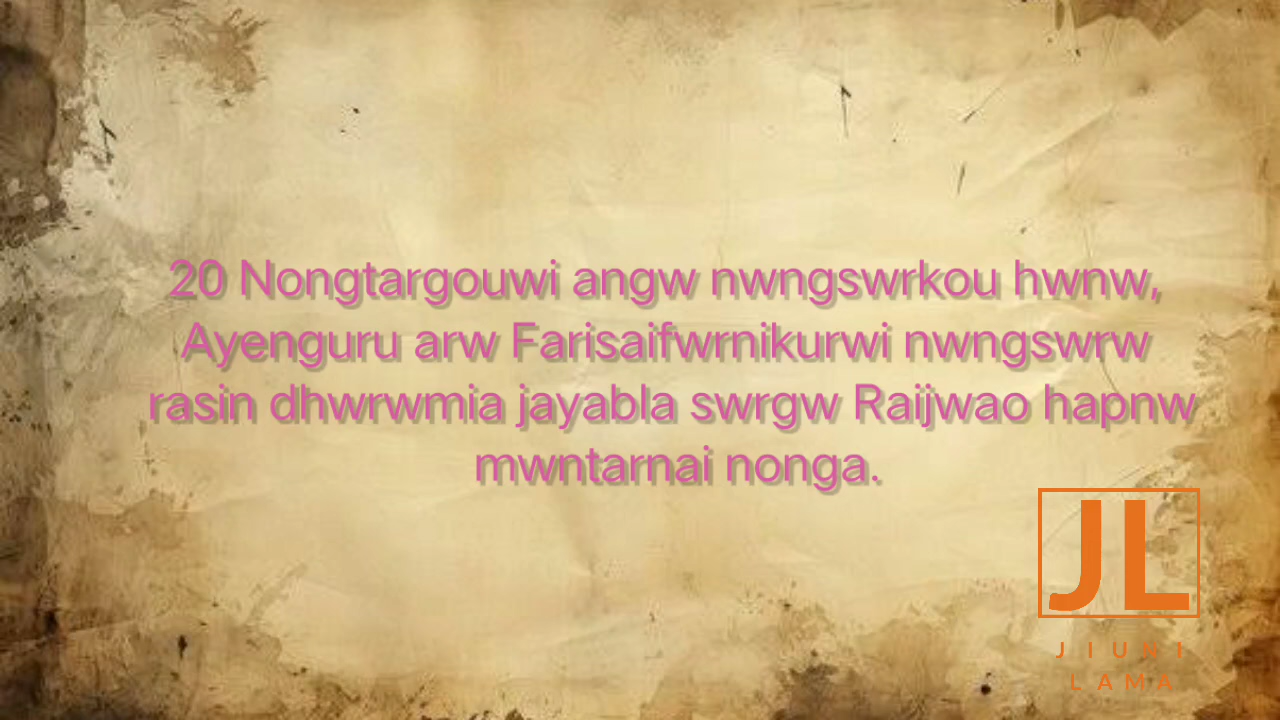 20 Nongtargouwi angw nwngswrkou hwnw,
Ayenguru arw Farisaifwrnikurwi nwngswrw
rasin dhwrwmia jayabla swrgw Raijwao hapnw
mwntarnai nonga.
JL
JIUNI
LAMA